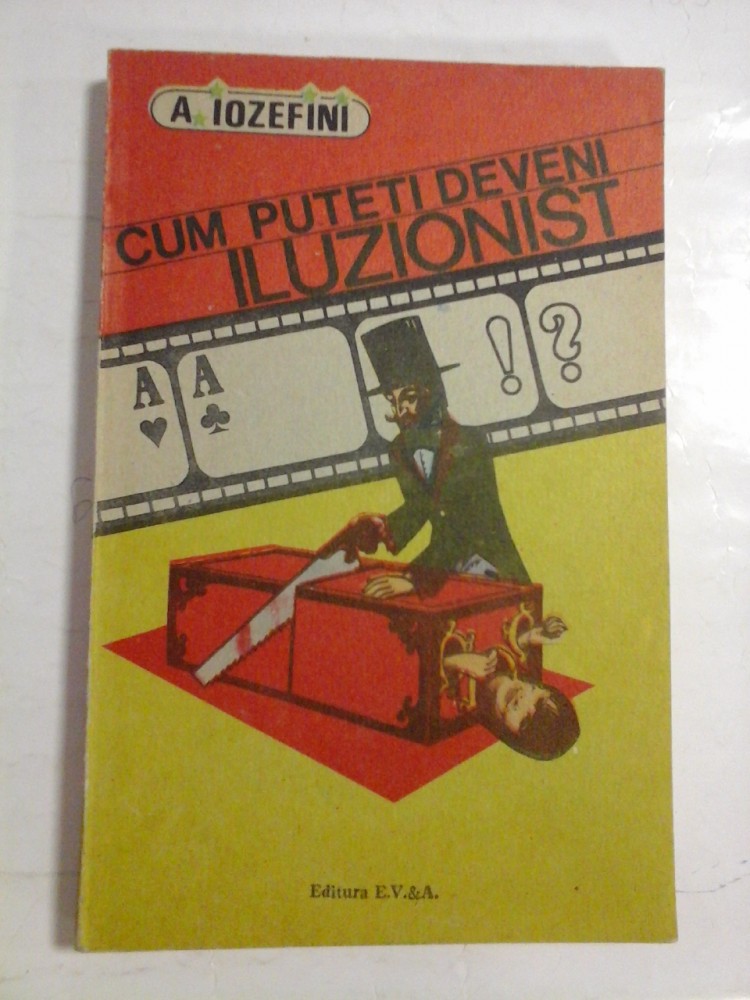 A. IOZEFINI
CUM PUTETI DEVENI
ILUZIONIST
A A
! ?
Editura E.V.&A.